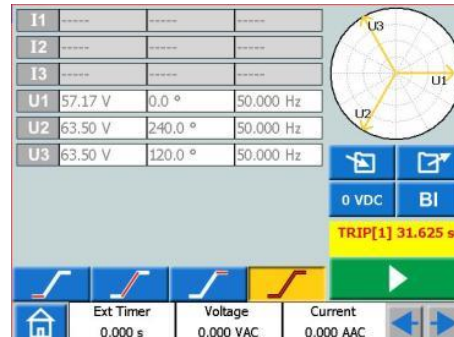 I1 ----- ----- -----
I2 ----- ----- -----
I3 ----- ----- -----
U1 57.17 V 0.0 ° 50.000 Hz
U2 63.50 V 240.0 ° 50.000 Hz
U3 63.50 V 120.0 ° 50.000 Hz
U3
U1
U2
0 VDC BI
TRIP[1] 31.625 s
Ext Timer Voltage Current
0.000 s 0.000 VAC 0.000 AAC